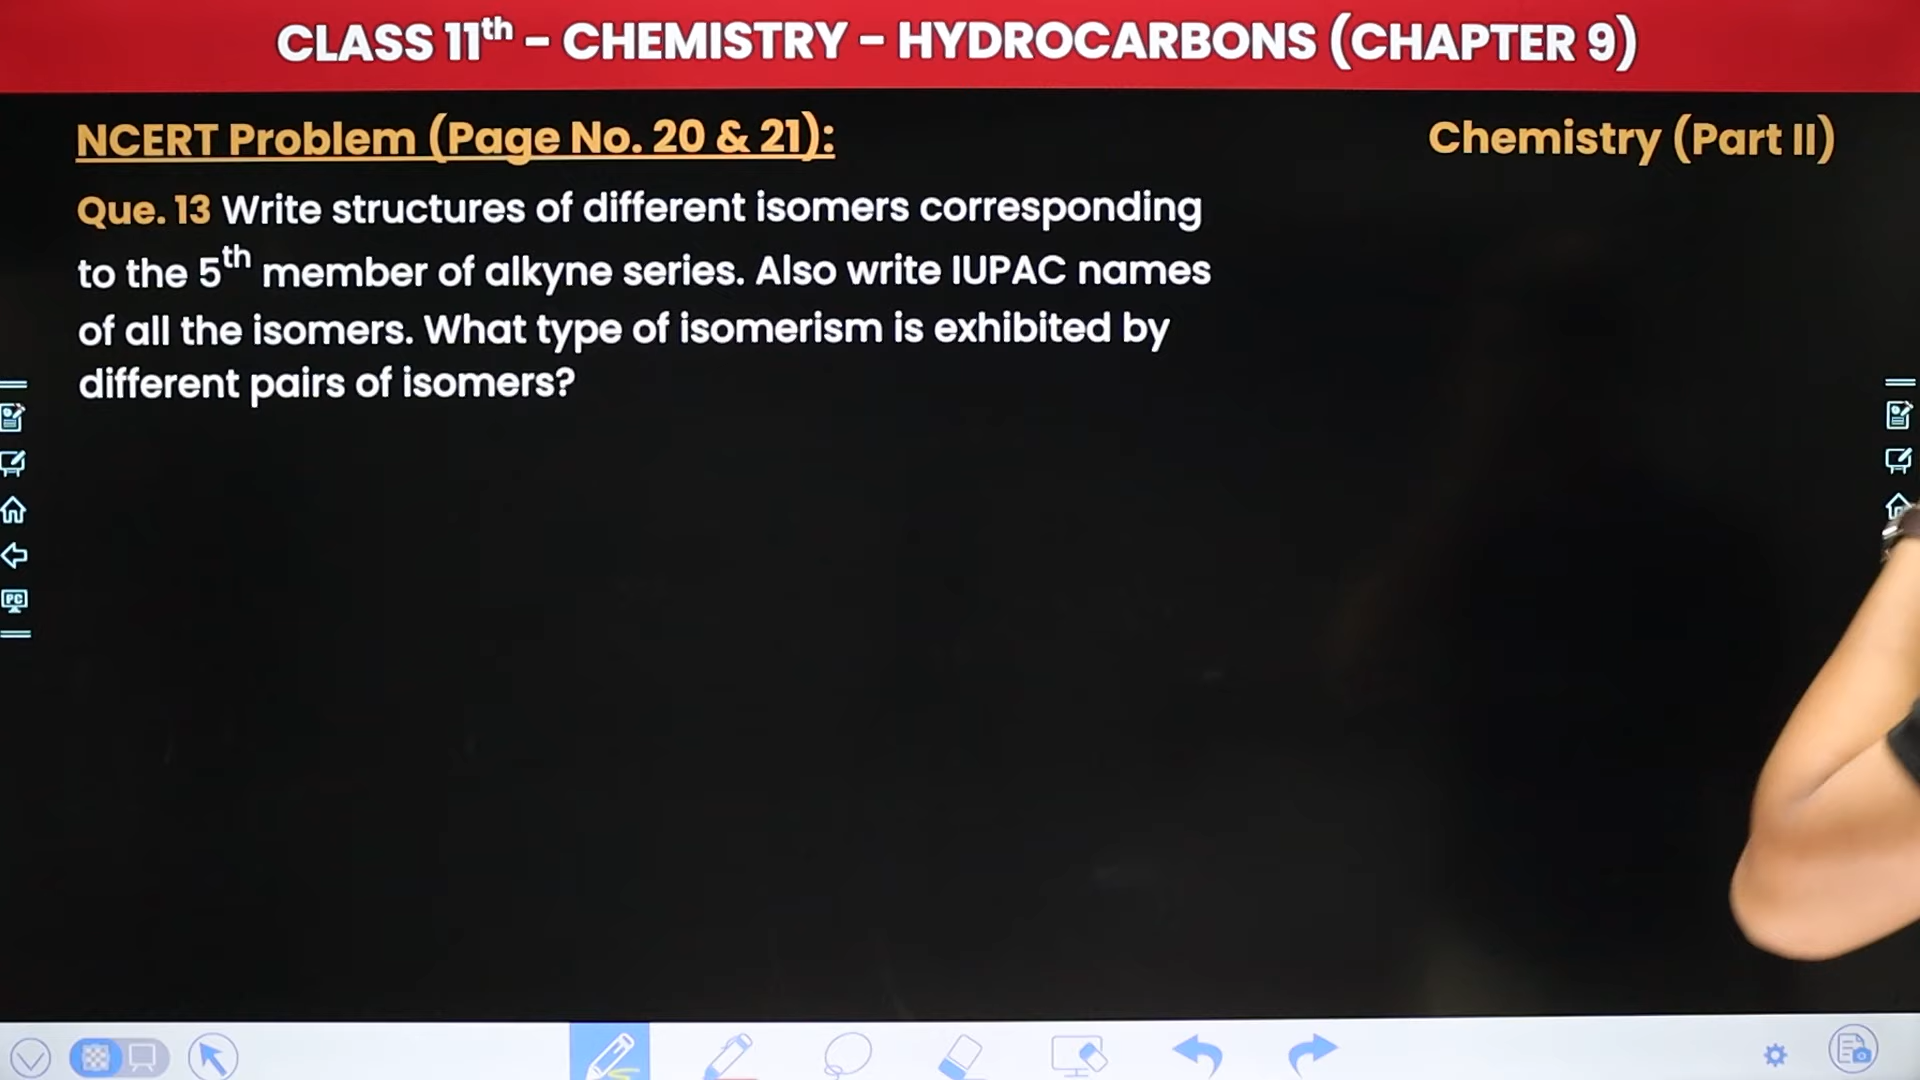 CLASS 11th - CHEMISTRY - HYDROCARBONS (CHAPTER 9)
NCERT Problem (Page No. 20 & 21):
Chemistry (Part II)
Que. 13 Write structures of different isomers corresponding
to the 5th member of alkyne series. Also write IUPAC names
of all the isomers. What type of isomerism is exhibited by
different pairs of isomers?
PC